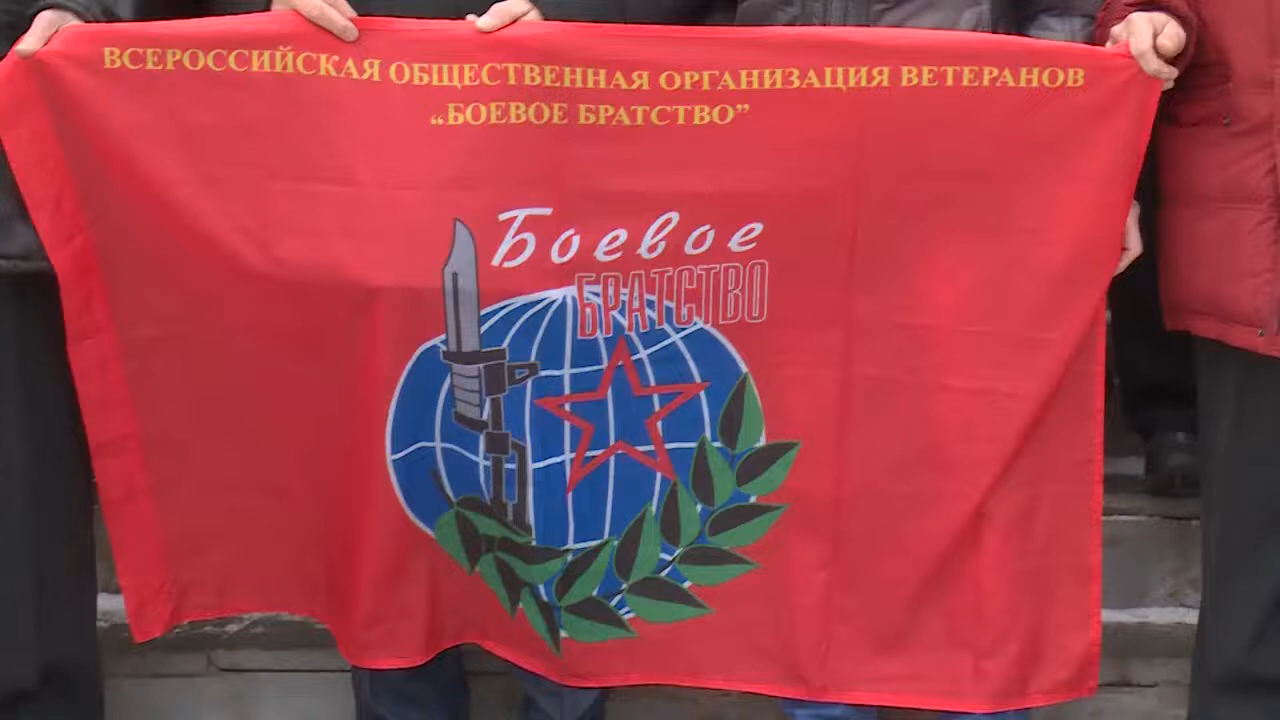 ВСЕРОССИЙСКАЯ ОБЩЕСТВЕННАЯ ОРГАНИЗАЦИЯ ВЕТЕРАНОВ
“БОЕВОЕ БРАТСТВО”
Боевое
БРАТСТВО